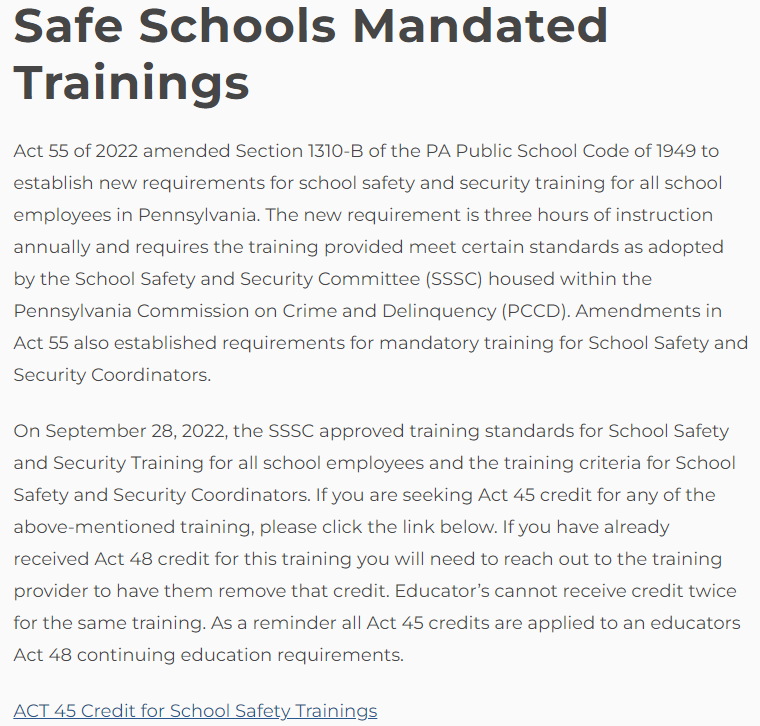 Safe Schools Mandated
Trainings
Act 55 of 2022 amended Section 1310-B of the PA Public School Code of 1949 to
establish new requirements for school safety and security training for all school
employees in Pennsylvania. The new requirement is three hours of instruction
annually and requires the training provided meet certain standards as adopted
by the School Safety and Security Committee (SSSC) housed within the
Pennsylvania Commission on Crime and Delinquency (PCCD). Amendments in
Act 55 also established requirements for mandatory training for School Safety and
Security Coordinators.
On September 28, 2022, the SSSC approved training standards for School Safety
and Security Training for all school employees and the training criteria for School
Safety and Security Coordinators. If you are seeking Act 45 credit for any of the
above-mentioned training, please click the link below. If you have already
received Act 48 credit for this training you will need to reach out to the training
provider to have them remove that credit. Educator’s cannot receive credit twice
for the same training. As a reminder all Act 45 credits are applied to an educators
Act 48 continuing education requirements.
ACT 45 Credit for School Safety Trainings